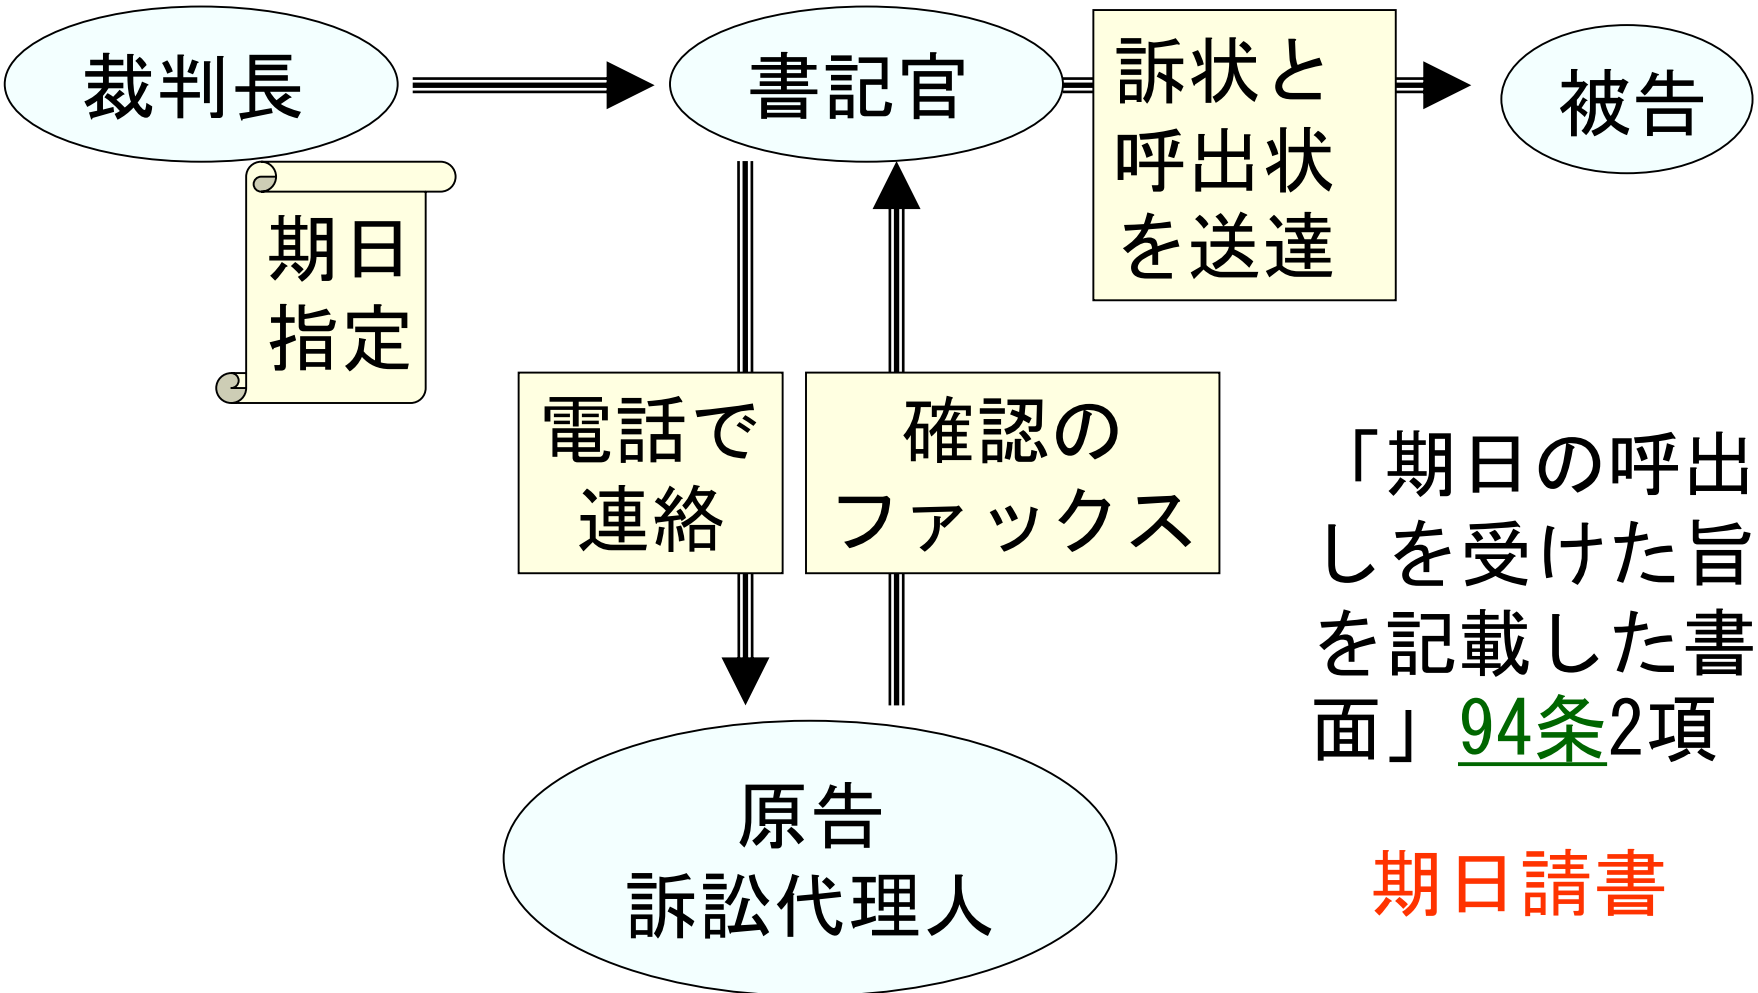 裁判長
書記官
訴状と
呼出状
を送達
被告
期日
指定
電話で
連絡
確認の
ファックス
「期日の呼出
しを受けた旨
を記載した書
面」94条2項
原告
訴訟代理人
期日請書